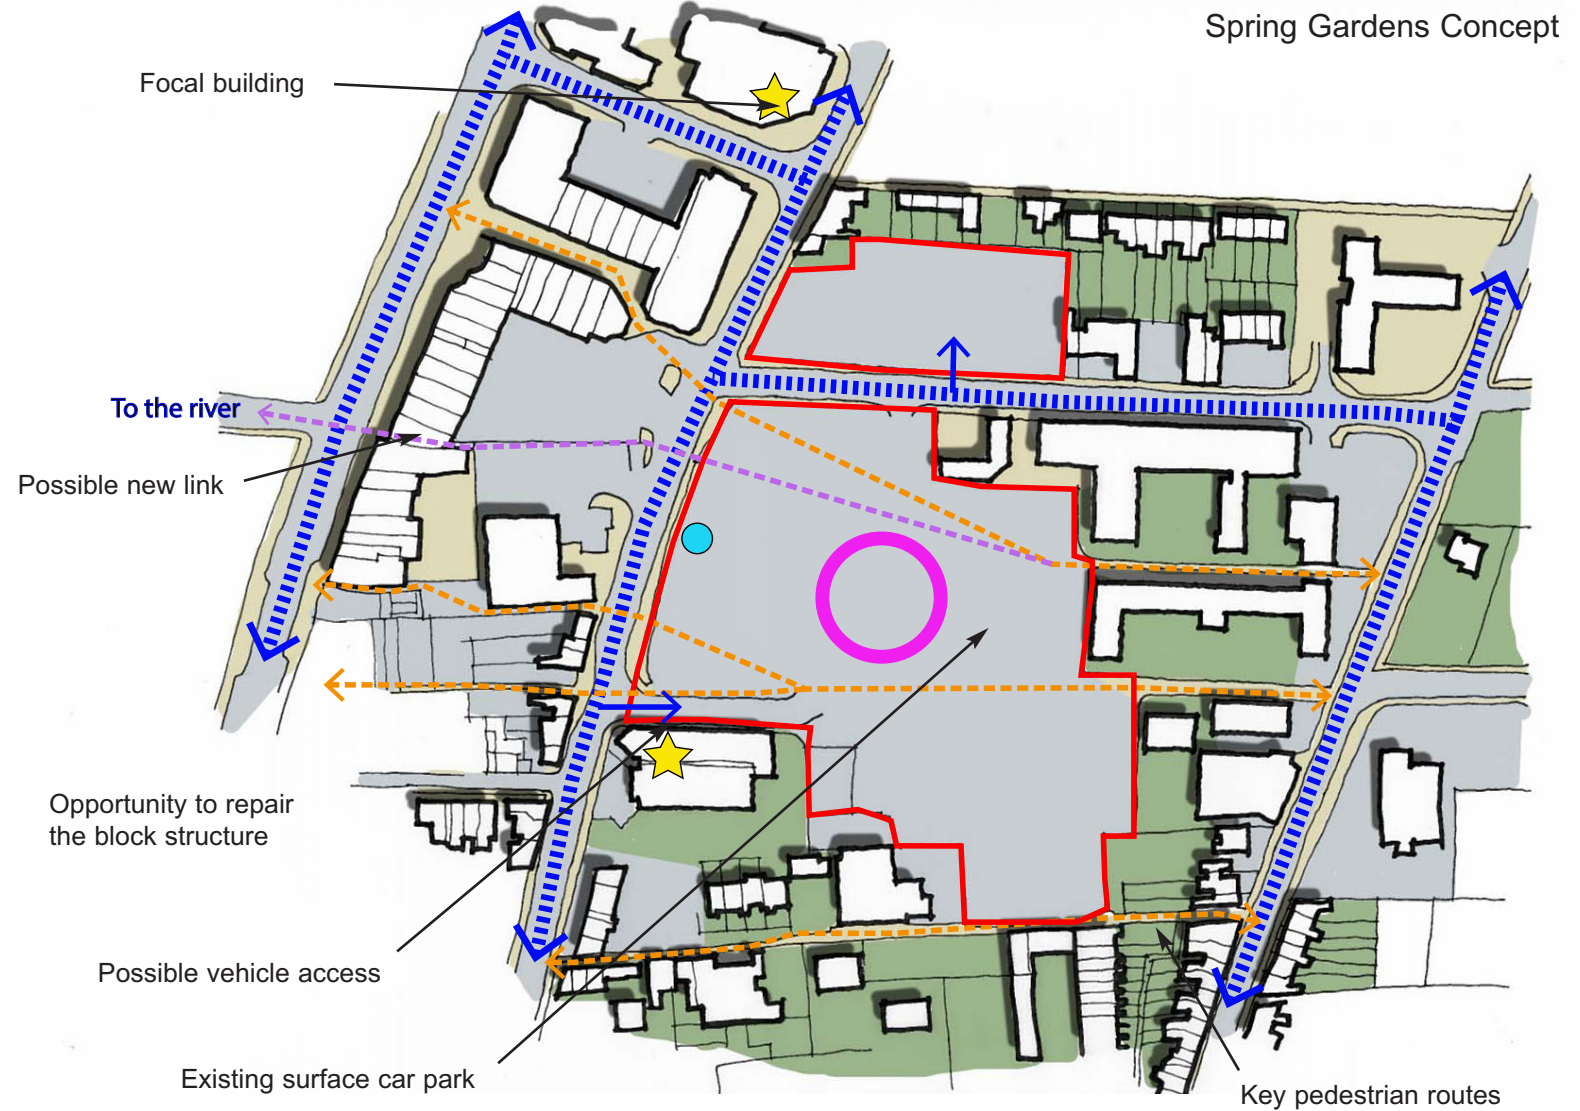 Spring Gardens Concept
Focal building
To the river
Possible new link
Opportunity to repair
the block structure
Possible vehicle access
Existing surface car park
Key pedestrian routes